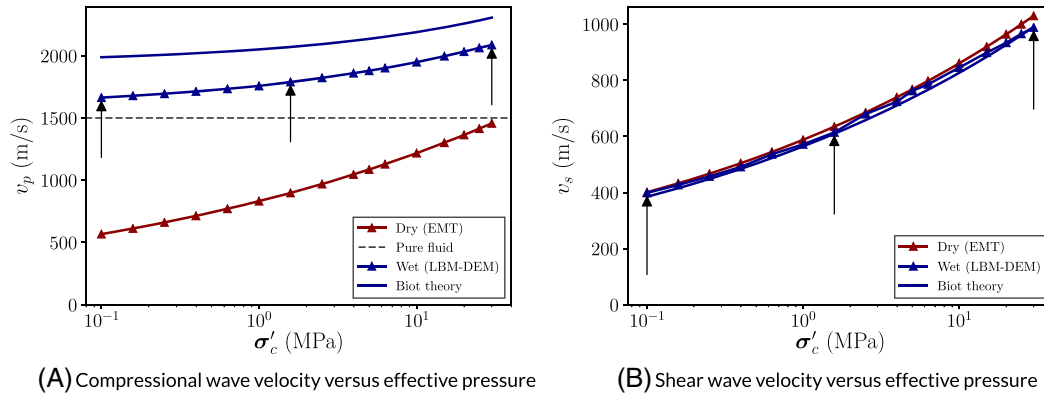 2000
1500
1000
500
0
v_p (m/s)
Dry (EMT)
Pure fluid
Wet (LBM-DEM)
Biot theory
10^{-1}
10^0
10^1
σ'_c (MPa)
(A) Compressional wave velocity versus effective pressure
1000
800
600
400
200
0
v_s (m/s)
Dry (EMT)
Wet (LBM-DEM)
Biot theory
10^{-1}
10^0
10^1
σ'_c (MPa)
(B) Shear wave velocity versus effective pressure